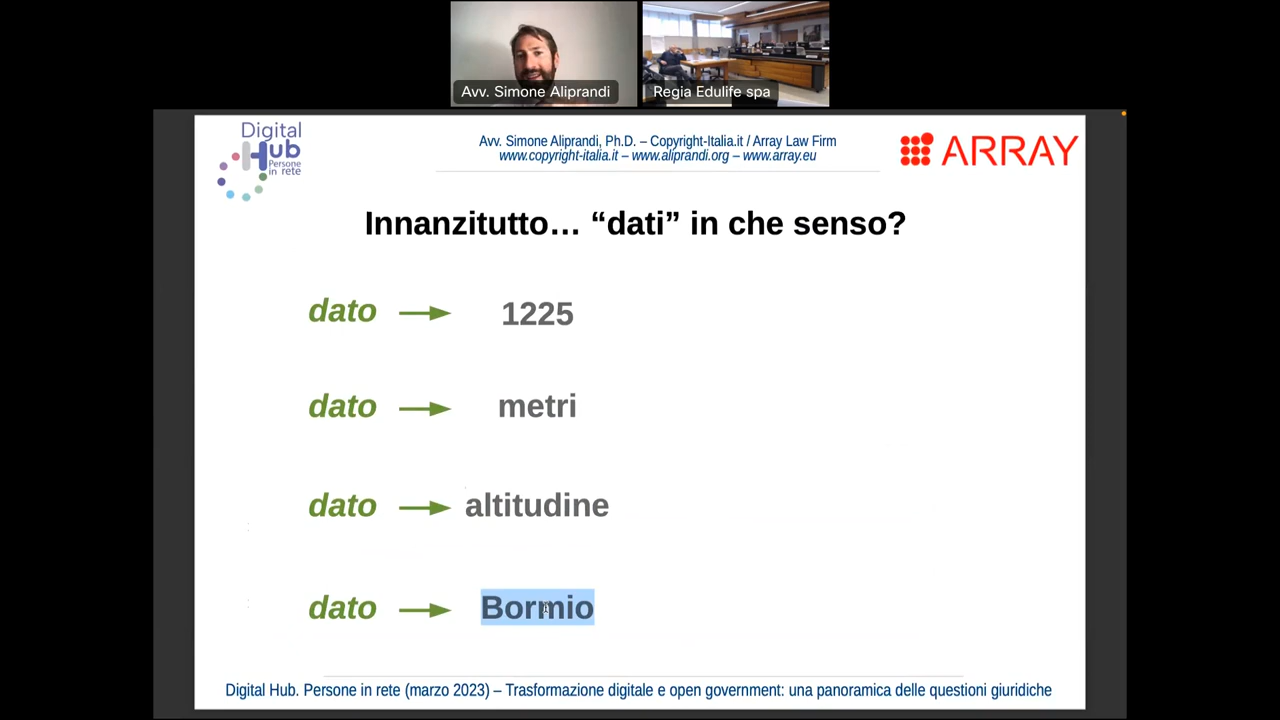 Avv. Simone Aliprandi
Regia Edulife spa
Digital
Hub
Persone
in rete
Avv. Simone Aliprandi, Ph.D. – Copyright-Italia.it / Array Law Firm
www.copyright-italia.it – www.aliprandi.org – www.array.eu
ARRAY
Innanzitutto… “dati” in che senso?
dato 1225
dato metri
dato altitudine
dato Bormio
Digital Hub. Persone in rete (marzo 2023) – Trasformazione digitale e open government: una panoramica delle questioni giuridiche